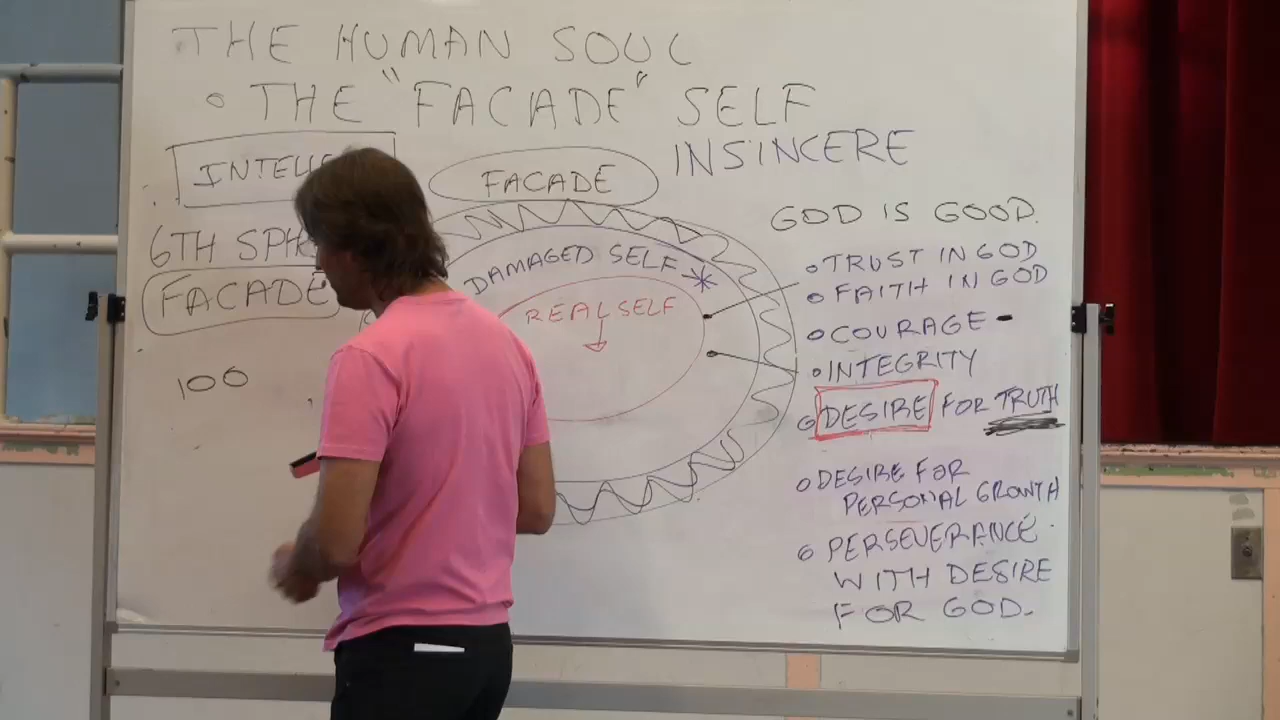 THE HUMAN SOUL
THE "FACADE" SELF
INSINCERE
FACADE
6TH
FACADE
100
DAMAGED SELF *
REAL SELF
GOD IS GOOD.
TRUST IN GOD
FAITH IN GOD
COURAGE -
INTEGRITY
DESIRE FOR TRUTH
DESIRE FOR
PERSONAL GROWTH
PERSEVERANCE
WITH DESIRE
FOR GOD.